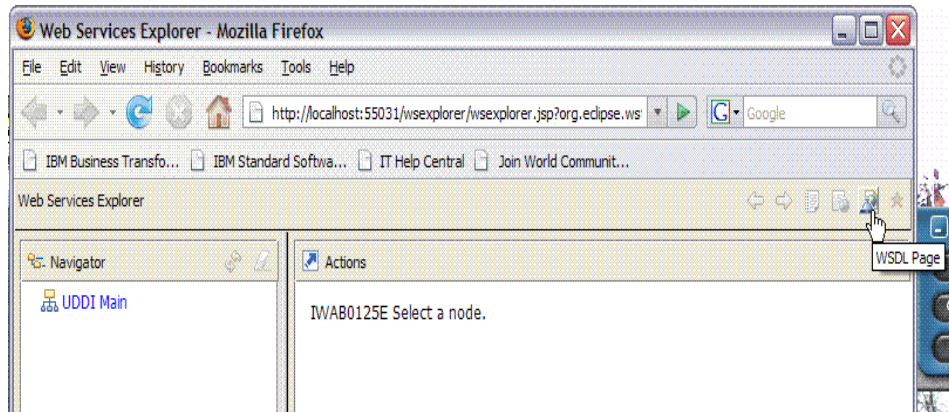 Web Services Explorer - Mozilla Firefox
File Edit View History Bookmarks Tools Help
http://localhost:55031/wsexplorer/wsexplorer.jsp?org.eclipse.ws G Google
IBM Business Transfo... IBM Standard Softwa... IT Help Central Join World Communit...
Web Services Explorer
WSDL Page
Navigator
Actions
UDDI Main
IWAB0125E Select a node.